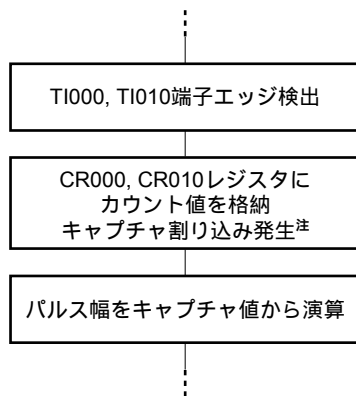 TI000, TI010端子エッジ検出
CR000, CR010レジスタに
カウント値を格納
キャプチャ割り込み発生注
パルス幅をキャプチャ値から演算